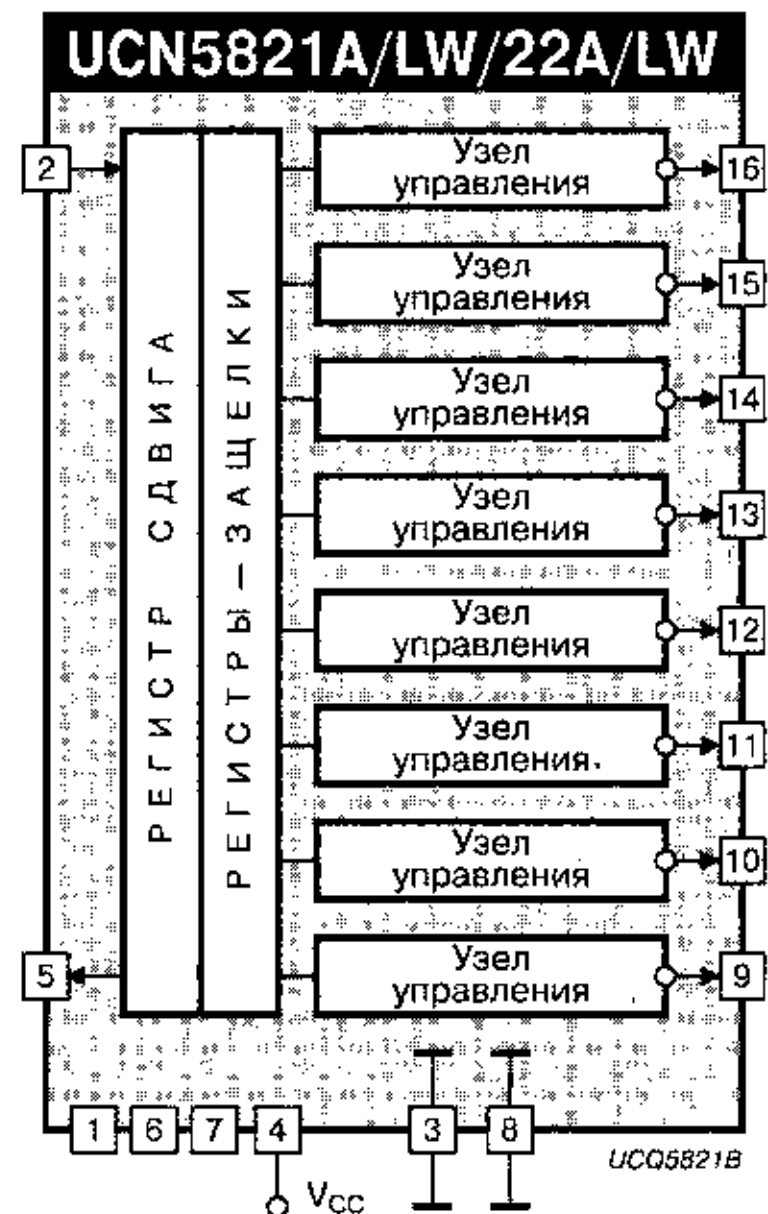 UCN5821A/LW/22A/LW
2
РЕГИСТР СДВИГА
РЕГИСТРЫ–ЗАЩЕЛКИ
Узел
управления
16
Узел
управления
15
Узел
управления
14
Узел
управления
13
Узел
управления
12
Узел
управления
11
Узел
управления
10
5
Узел
управления
9
1 6 7 4 3 8
UCQ5821B
VCC